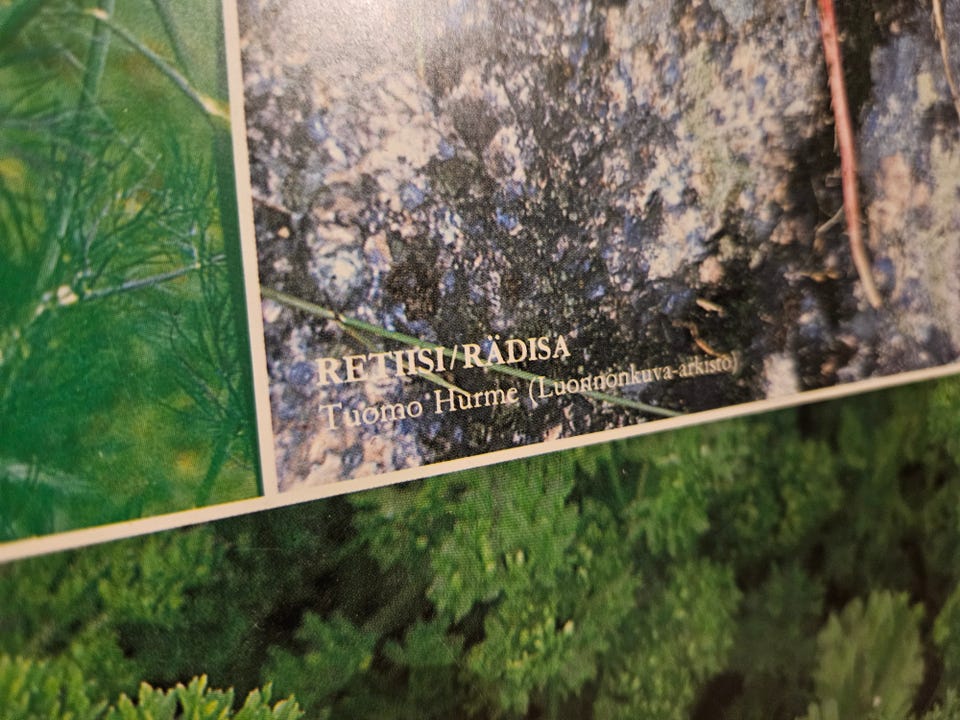 RETIISI/RÄDISA
Tuomo Hurme (Luonnonkuva-arkisto)